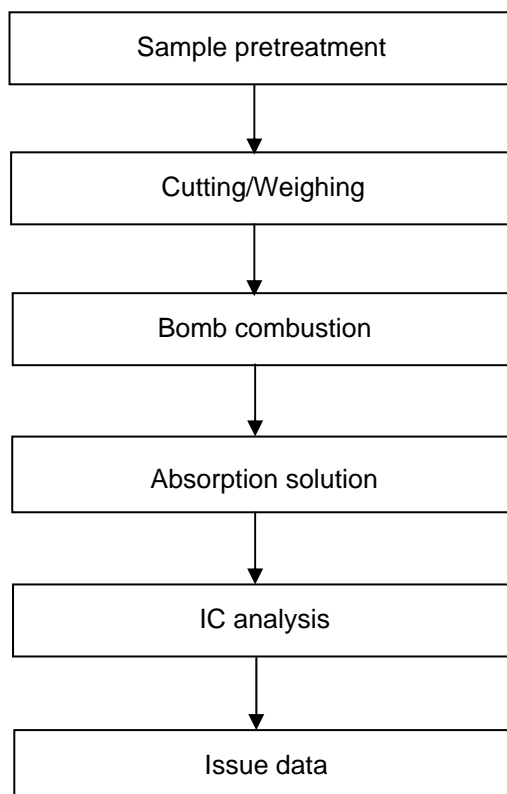 Sample pretreatment
Cutting/Weighing
Bomb combustion
Absorption solution
IC analysis
Issue data